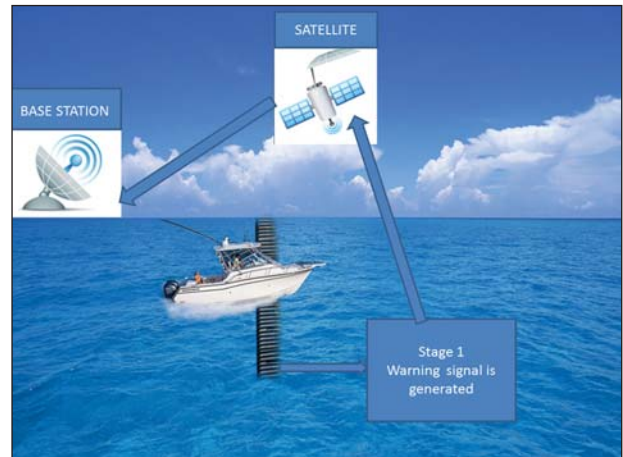 SATELLITE
BASE STATION
Stage 1
Warning signal is
generated